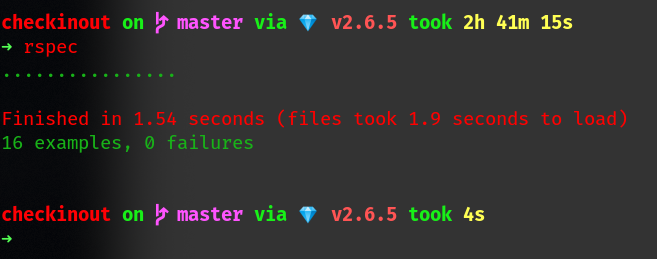 checkinout on  master via 💎 v2.6.5 took 2h 41m 15s
➜ rspec
................

Finished in 1.54 seconds (files took 1.9 seconds to load)
16 examples, 0 failures

checkinout on  master via 💎 v2.6.5 took 4s
➜